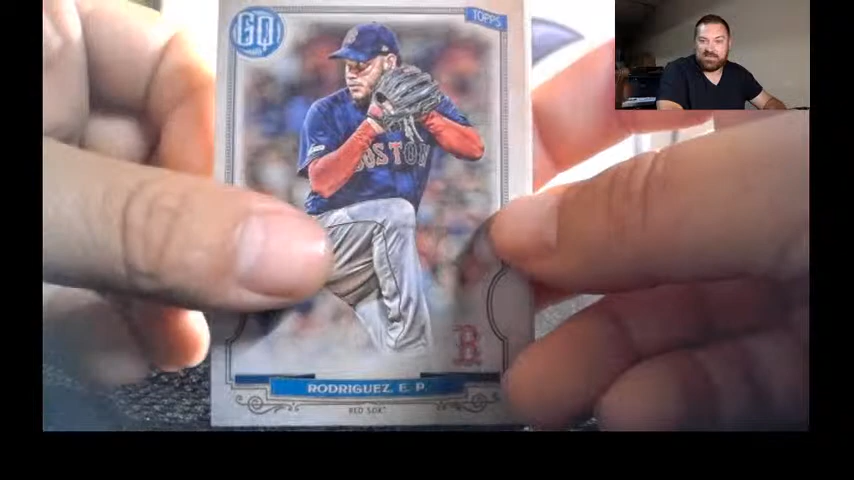 GQ
TOPPS
BOSTON
B
RODRIGUEZ, E. P.
RED SOX